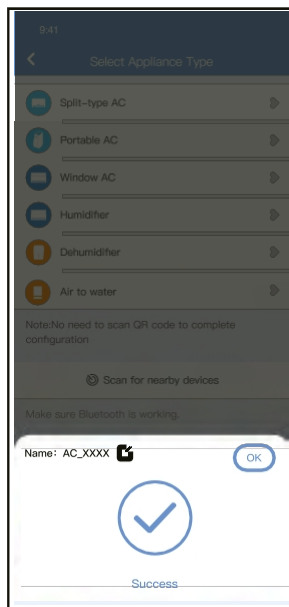 9:41
Select Appliance Type
Split-type AC
Portable AC
Window AC
Humidifier
Dehumidifier
Air to water
Note:No need to scan QR code to complete
configuration
Scan for nearby devices
Make sure Bluetooth is working.
Name: AC_XXXX
OK
Success